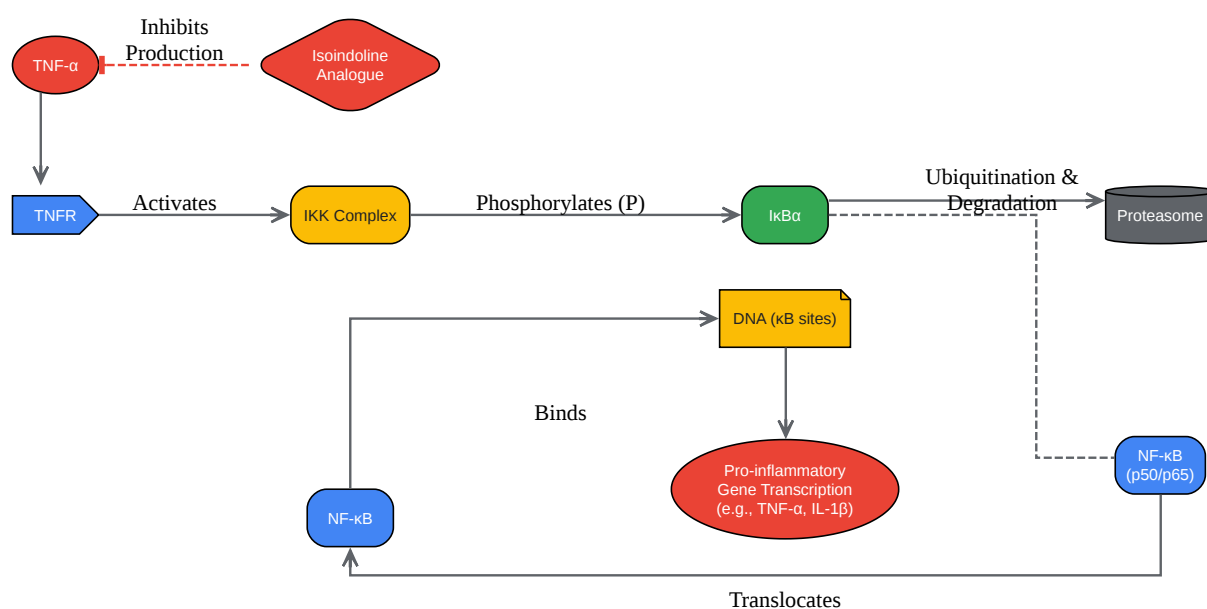 Inhibits
Production
TNF-α
Isoindoline
Analogue
TNFR
Activates
IKK Complex
Phosphorylates (P)
IκBα
Ubiquitination &
Degradation
Proteasome
DNA (κB sites)
Binds
Pro-inflammatory
Gene Transcription
(e.g., TNF-α, IL-1β)
NF-κB
(p50/p65)
NF-κB
Translocates